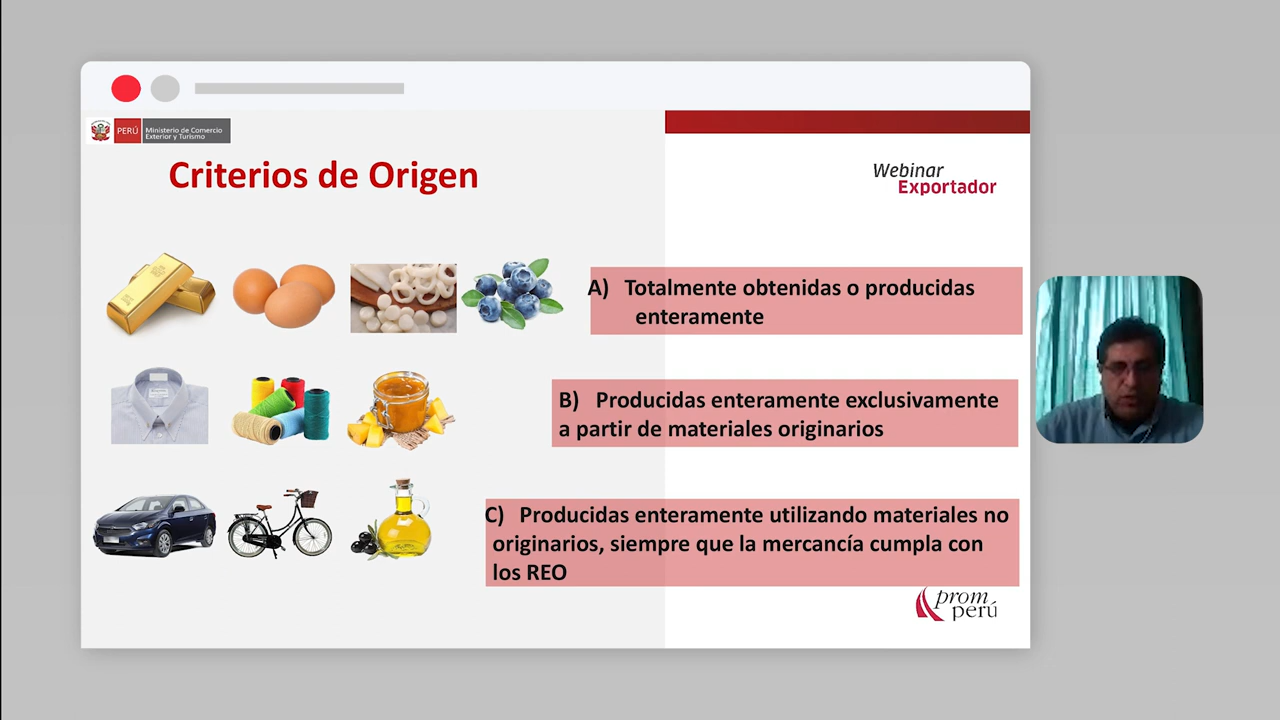 PERÚ
Ministerio de Comercio
Exterior y Turismo
Criterios de Origen
Webinar
Exportador
A) Totalmente obtenidas o producidas
enteramente
B) Producidas enteramente exclusivamente
a partir de materiales originarios
C) Producidas enteramente utilizando materiales no
originarios, siempre que la mercancía cumpla con
los REO
prom
perú